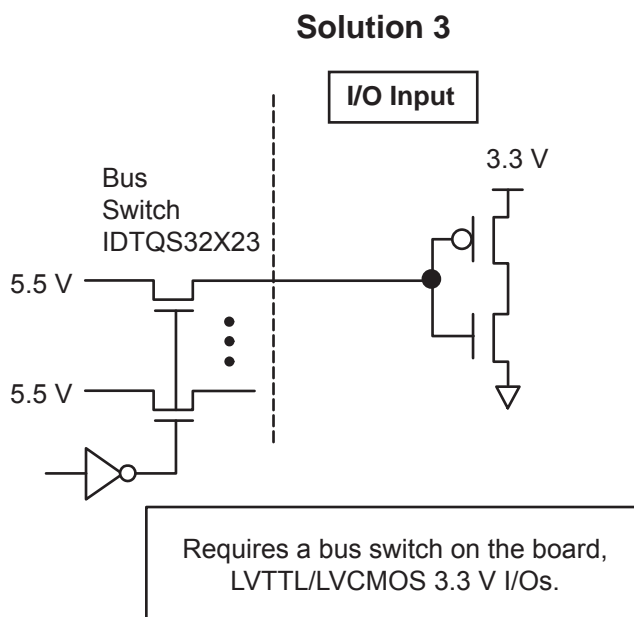 Solution 3
I/O Input
3.3 V
Bus
Switch
IDTQS32X23
5.5 V
5.5 V
Requires a bus switch on the board,
LVTTL/LVCMOS 3.3 V I/Os.